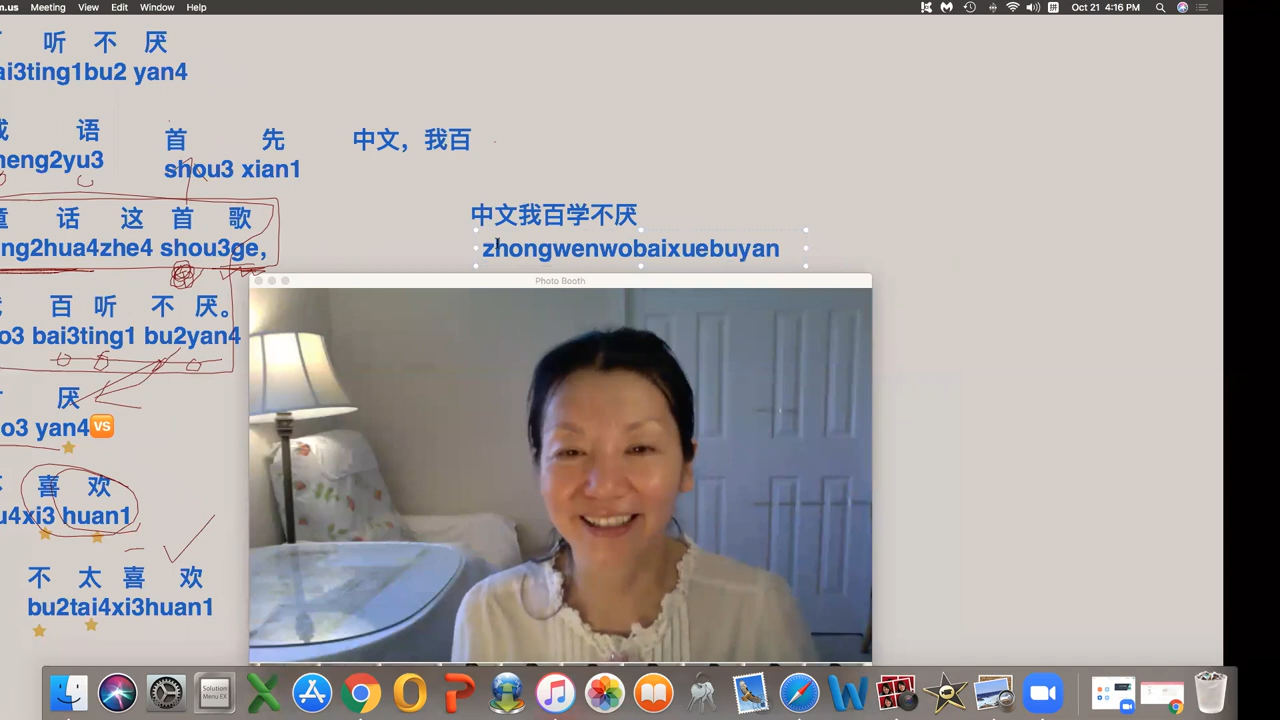 Meeting View Edit Window Help Oct 21 4:16 PM
听 不 厌
ai3ting1bu2 yan4
语 首 先 中文，我百
heng2yu3 shou3 xian1
话 这 首 歌 中文我百学不厌
ng2hua4zhe4 shou3ge, zhongwenwobaixuebuyan
Photo Booth
百 听 不 厌。
o3 bai3ting1 bu2yan4
厌
o3 yan4 VS
喜 欢
u4xi3 huan1
不 太 喜 欢
bu2tai4xi3huan1
Solution
Menu EX